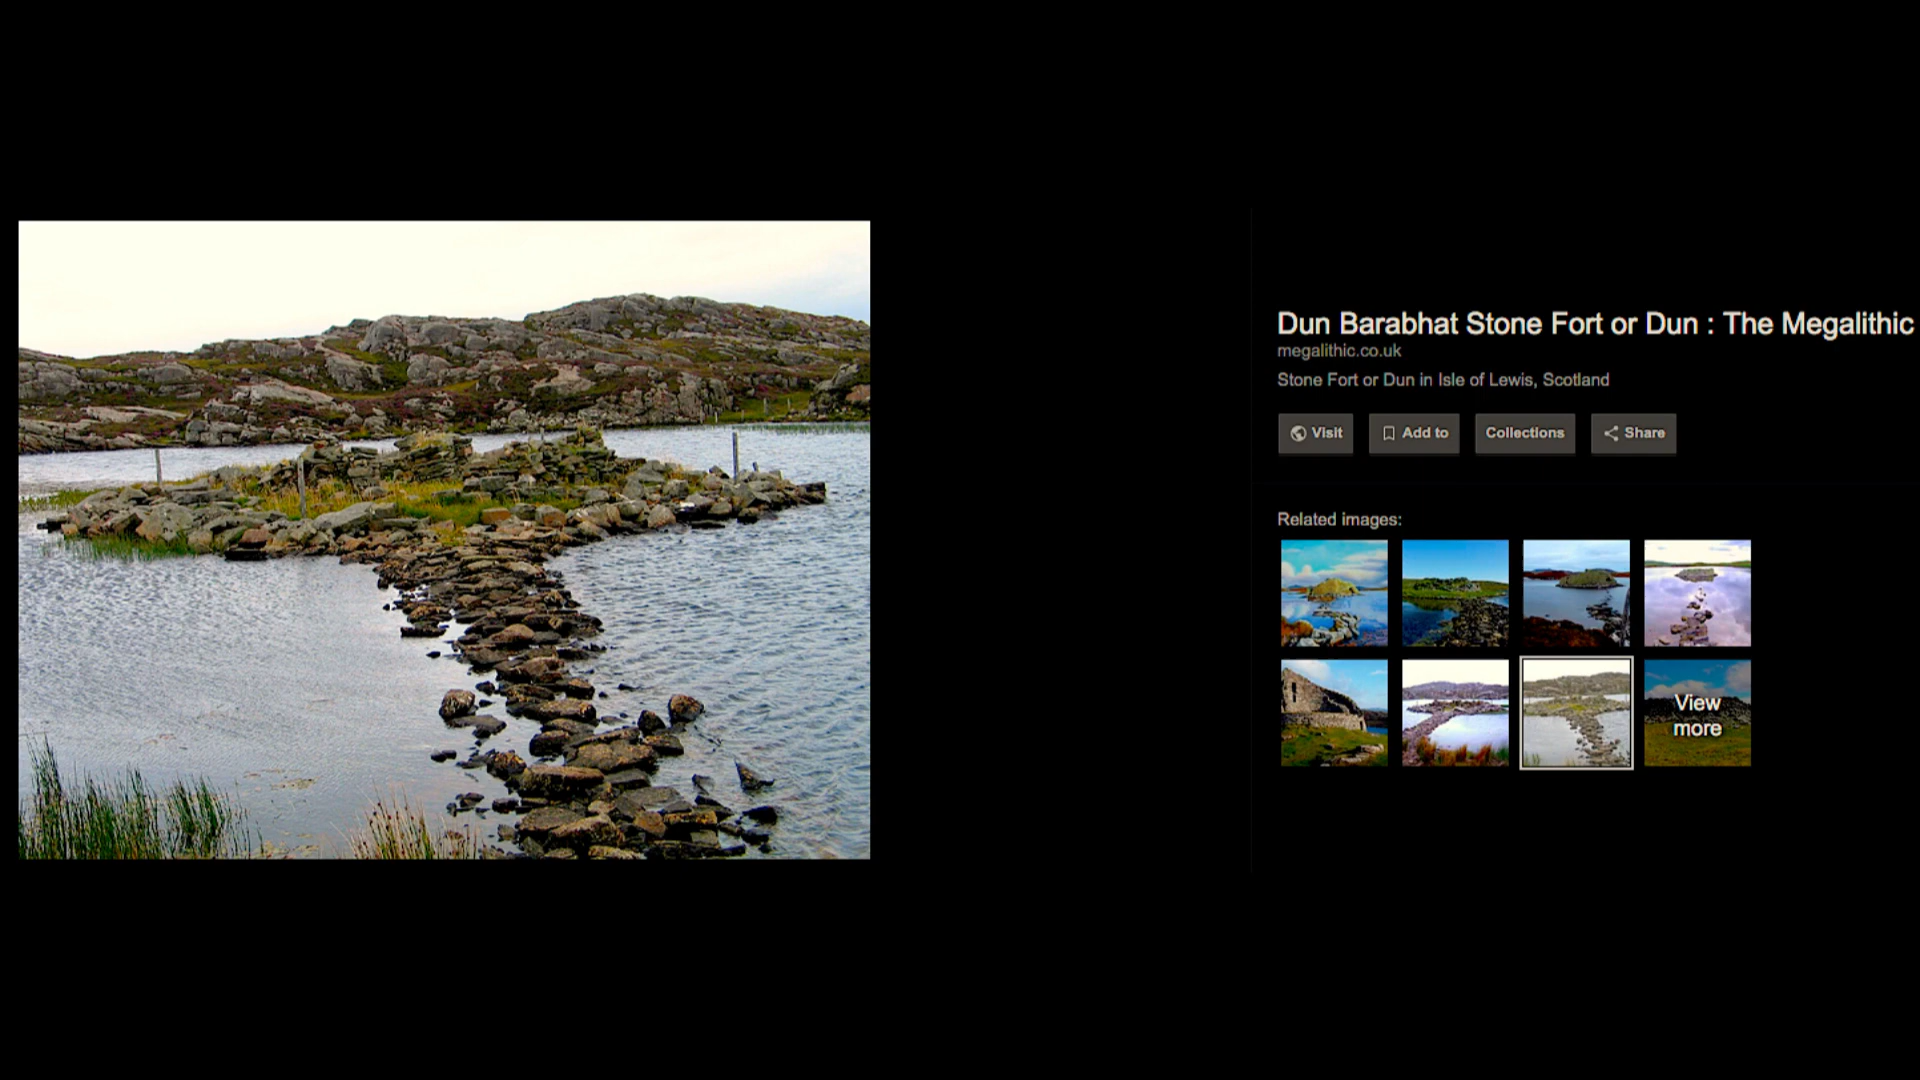 Dun Barabhat Stone Fort or Dun : The Megalithic
megalithic.co.uk
Stone Fort or Dun in Isle of Lewis, Scotland
Visit
Add to
Collections
Share
Related images:
View
more